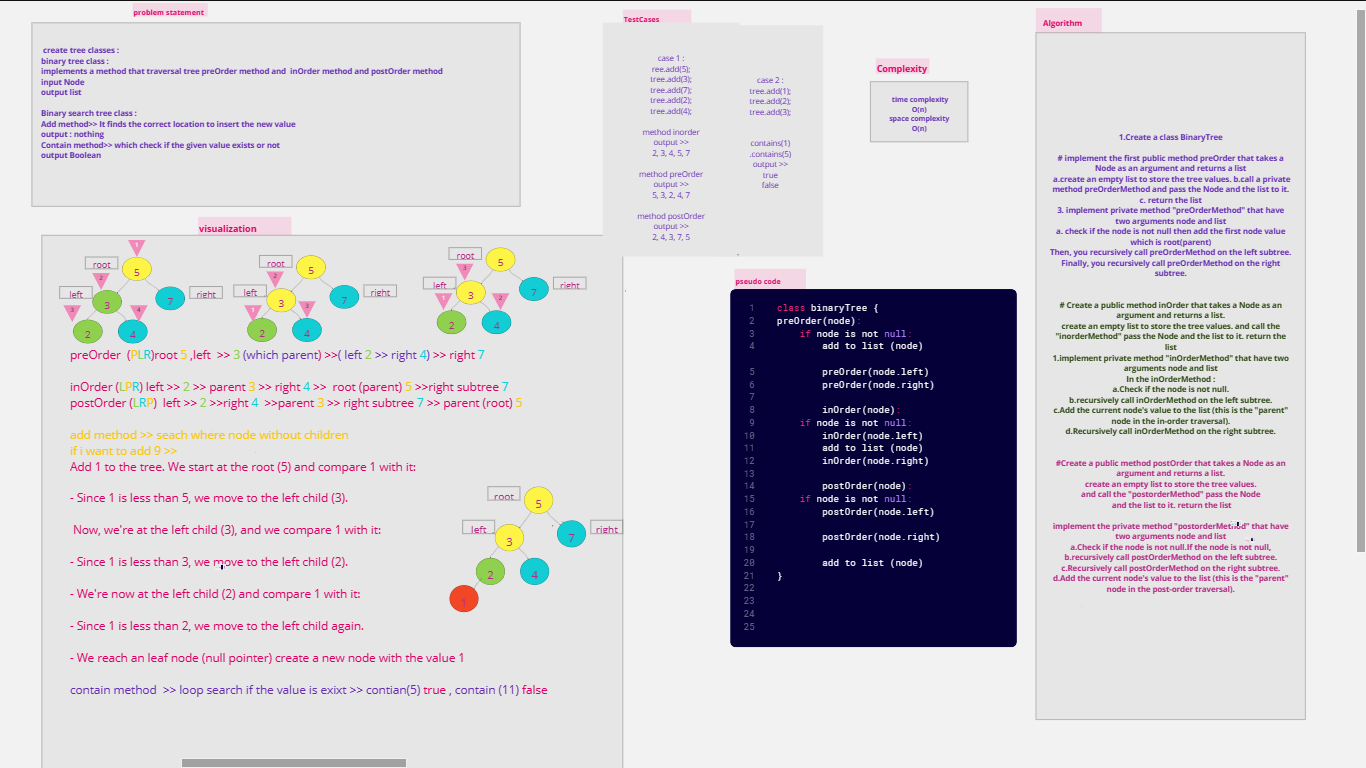 problem statement
create tree classes :
binary tree class :
implements a method that traversal tree preOrder method and inOrder method and postOrder method
input Node
output list
Binary search tree class :
Add method>> It finds the correct location to insert the new value
output : nothing
Contain method>> which check if the given value exists or not
output Boolean
TestCases
case 1 :
ree.add(5);
tree.add(3);
tree.add(7);
tree.add(2);
tree.add(4);
method inorder
output >>
2, 3, 4, 5, 7
method preOrder
output >>
5, 3, 2, 4, 7
method postOrder
output >>
2, 4, 3, 7, 5
case 2 :
tree.add(1);
tree.add(2);
tree.add(3);
contains(1)
.contains(5)
output >>
true
false
Complexity
time complexity
O(n)
space complexity
O(n)
visualization
1
root
2
5
left
3
3
4
7
right
2
4
root
2
5
left
1
3
3
7
right
2
4
root
3
5
left
1
3
2
7
right
2
4
preOrder (PLR)root 5 ,left >> 3 (which parent) >>( left 2 >> right 4) >> right 7
inOrder (LPR) left >> 2 >> parent 3 >> right 4 >> root (parent) 5 >>right subtree 7
postOrder (LRP) left >> 2 >>right 4 >>parent 3 >> right subtree 7 >> parent (root) 5
add method >> seach where node without children
if i want to add 9 >>
Add 1 to the tree. We start at the root (5) and compare 1 with it:
- Since 1 is less than 5, we move to the left child (3).
Now, we're at the left child (3), and we compare 1 with it:
- Since 1 is less than 3, we move to the left child (2).
- We're now at the left child (2) and compare 1 with it:
- Since 1 is less than 2, we move to the left child again.
- We reach an leaf node (null pointer) create a new node with the value 1
contain method >> loop search if the value is exixt >> contian(5) true , contain (11) false
root
5
left
3
7
right
2
4
1
pseudo code
1 class binaryTree {
2 preOrder(node):
3 if node is not null:
4 add to list (node)
5 preOrder(node.left)
6 preOrder(node.right)
7
8 inOrder(node):
9 if node is not null:
10 inOrder(node.left)
11 add to list (node)
12 inOrder(node.right)
13
14 postOrder(node):
15 if node is not null:
16 postOrder(node.left)
17
18 postOrder(node.right)
20 add to list (node)
21 }
22
23
24
25
Algorithm
1.Create a class BinaryTree
# implement the first public method preOrder that takes a
Node as an argument and returns a list
a.create an empty list to store the tree values. b.call a private
method preOrderMethod and pass the Node and the list to it.
c. return the list
3. implement private method "preOrderMethod" that have
two arguments node and list
a. check if the node is not null then add the first node value
which is root(parent)
Then, you recursively call preOrderMethod on the left subtree.
Finally, you recursively call preOrderMethod on the right
subtree.
# Create a public method inOrder that takes a Node as an
argument and returns a list.
create an empty list to store the tree values. and call the
"inorderMethod" pass the Node and the list to it. return the
list
1.implement private method "inOrderMethod" that have two
arguments node and list
In the inOrderMethod :
a.Check if the node is not null.
b.recursively call inOrderMethod on the left subtree.
c.Add the current node's value to the list (this is the "parent"
node in the in-order traversal).
d.Recursively call inOrderMethod on the right subtree.
#Create a public method postOrder that takes a Node as an
argument and returns a list.
create an empty list to store the tree values.
and call the "postorderMethod" pass the Node
and the list to it. return the list
implement the private method "postorderMethod" that have
two arguments node and list
a.Check if the node is not null.If the node is not null,
b.recursively call postOrderMethod on the left subtree.
c.Recursively call postOrderMethod on the right subtree.
d.Add the current node's value to the list (this is the "parent"
node in the post-order traversal).